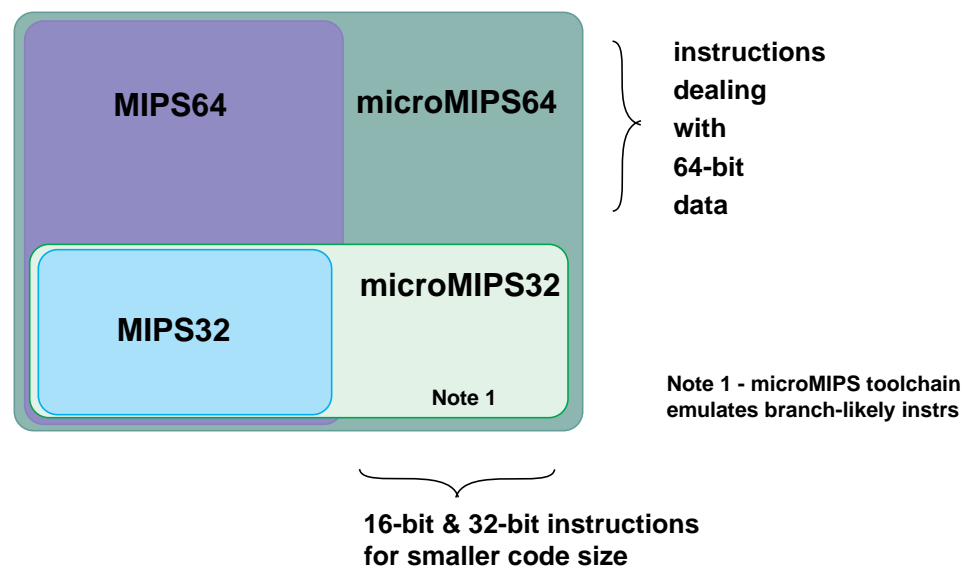 MIPS64
microMIPS64
instructions
dealing
with
64-bit
data
microMIPS32
MIPS32
Note 1
Note 1 - microMIPS toolchain
emulates branch-likely instrs
16-bit & 32-bit instructions
for smaller code size